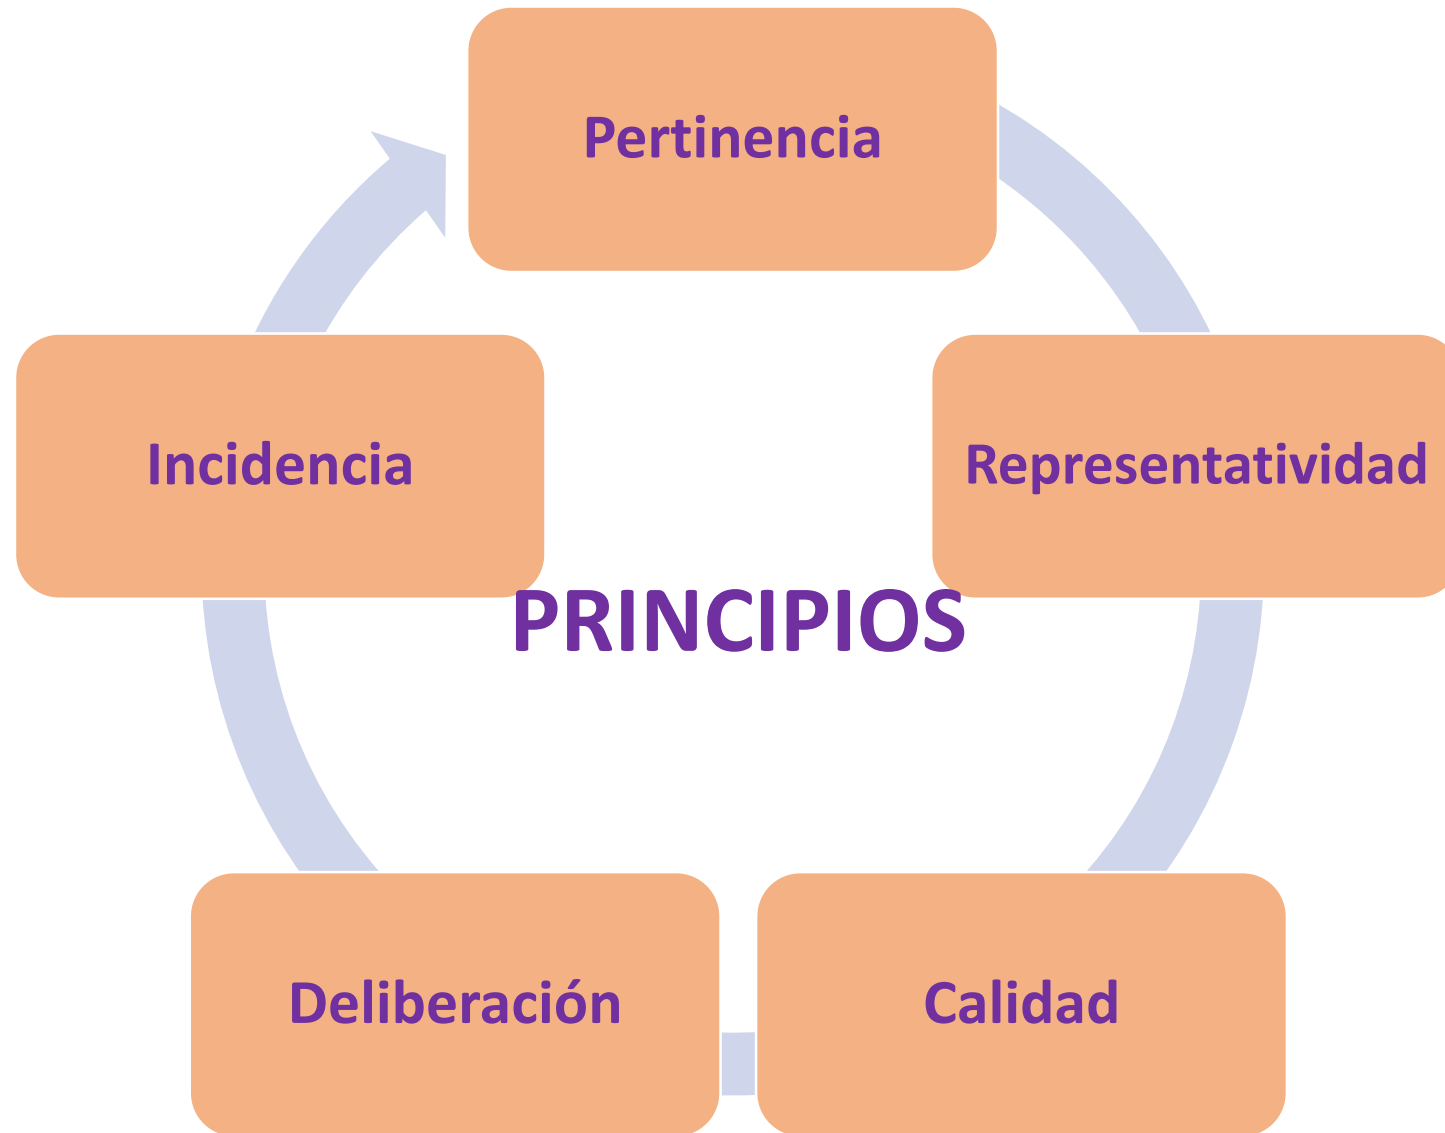 Pertinencia
Incidencia
Representatividad
PRINCIPIOS
Deliberación
Calidad